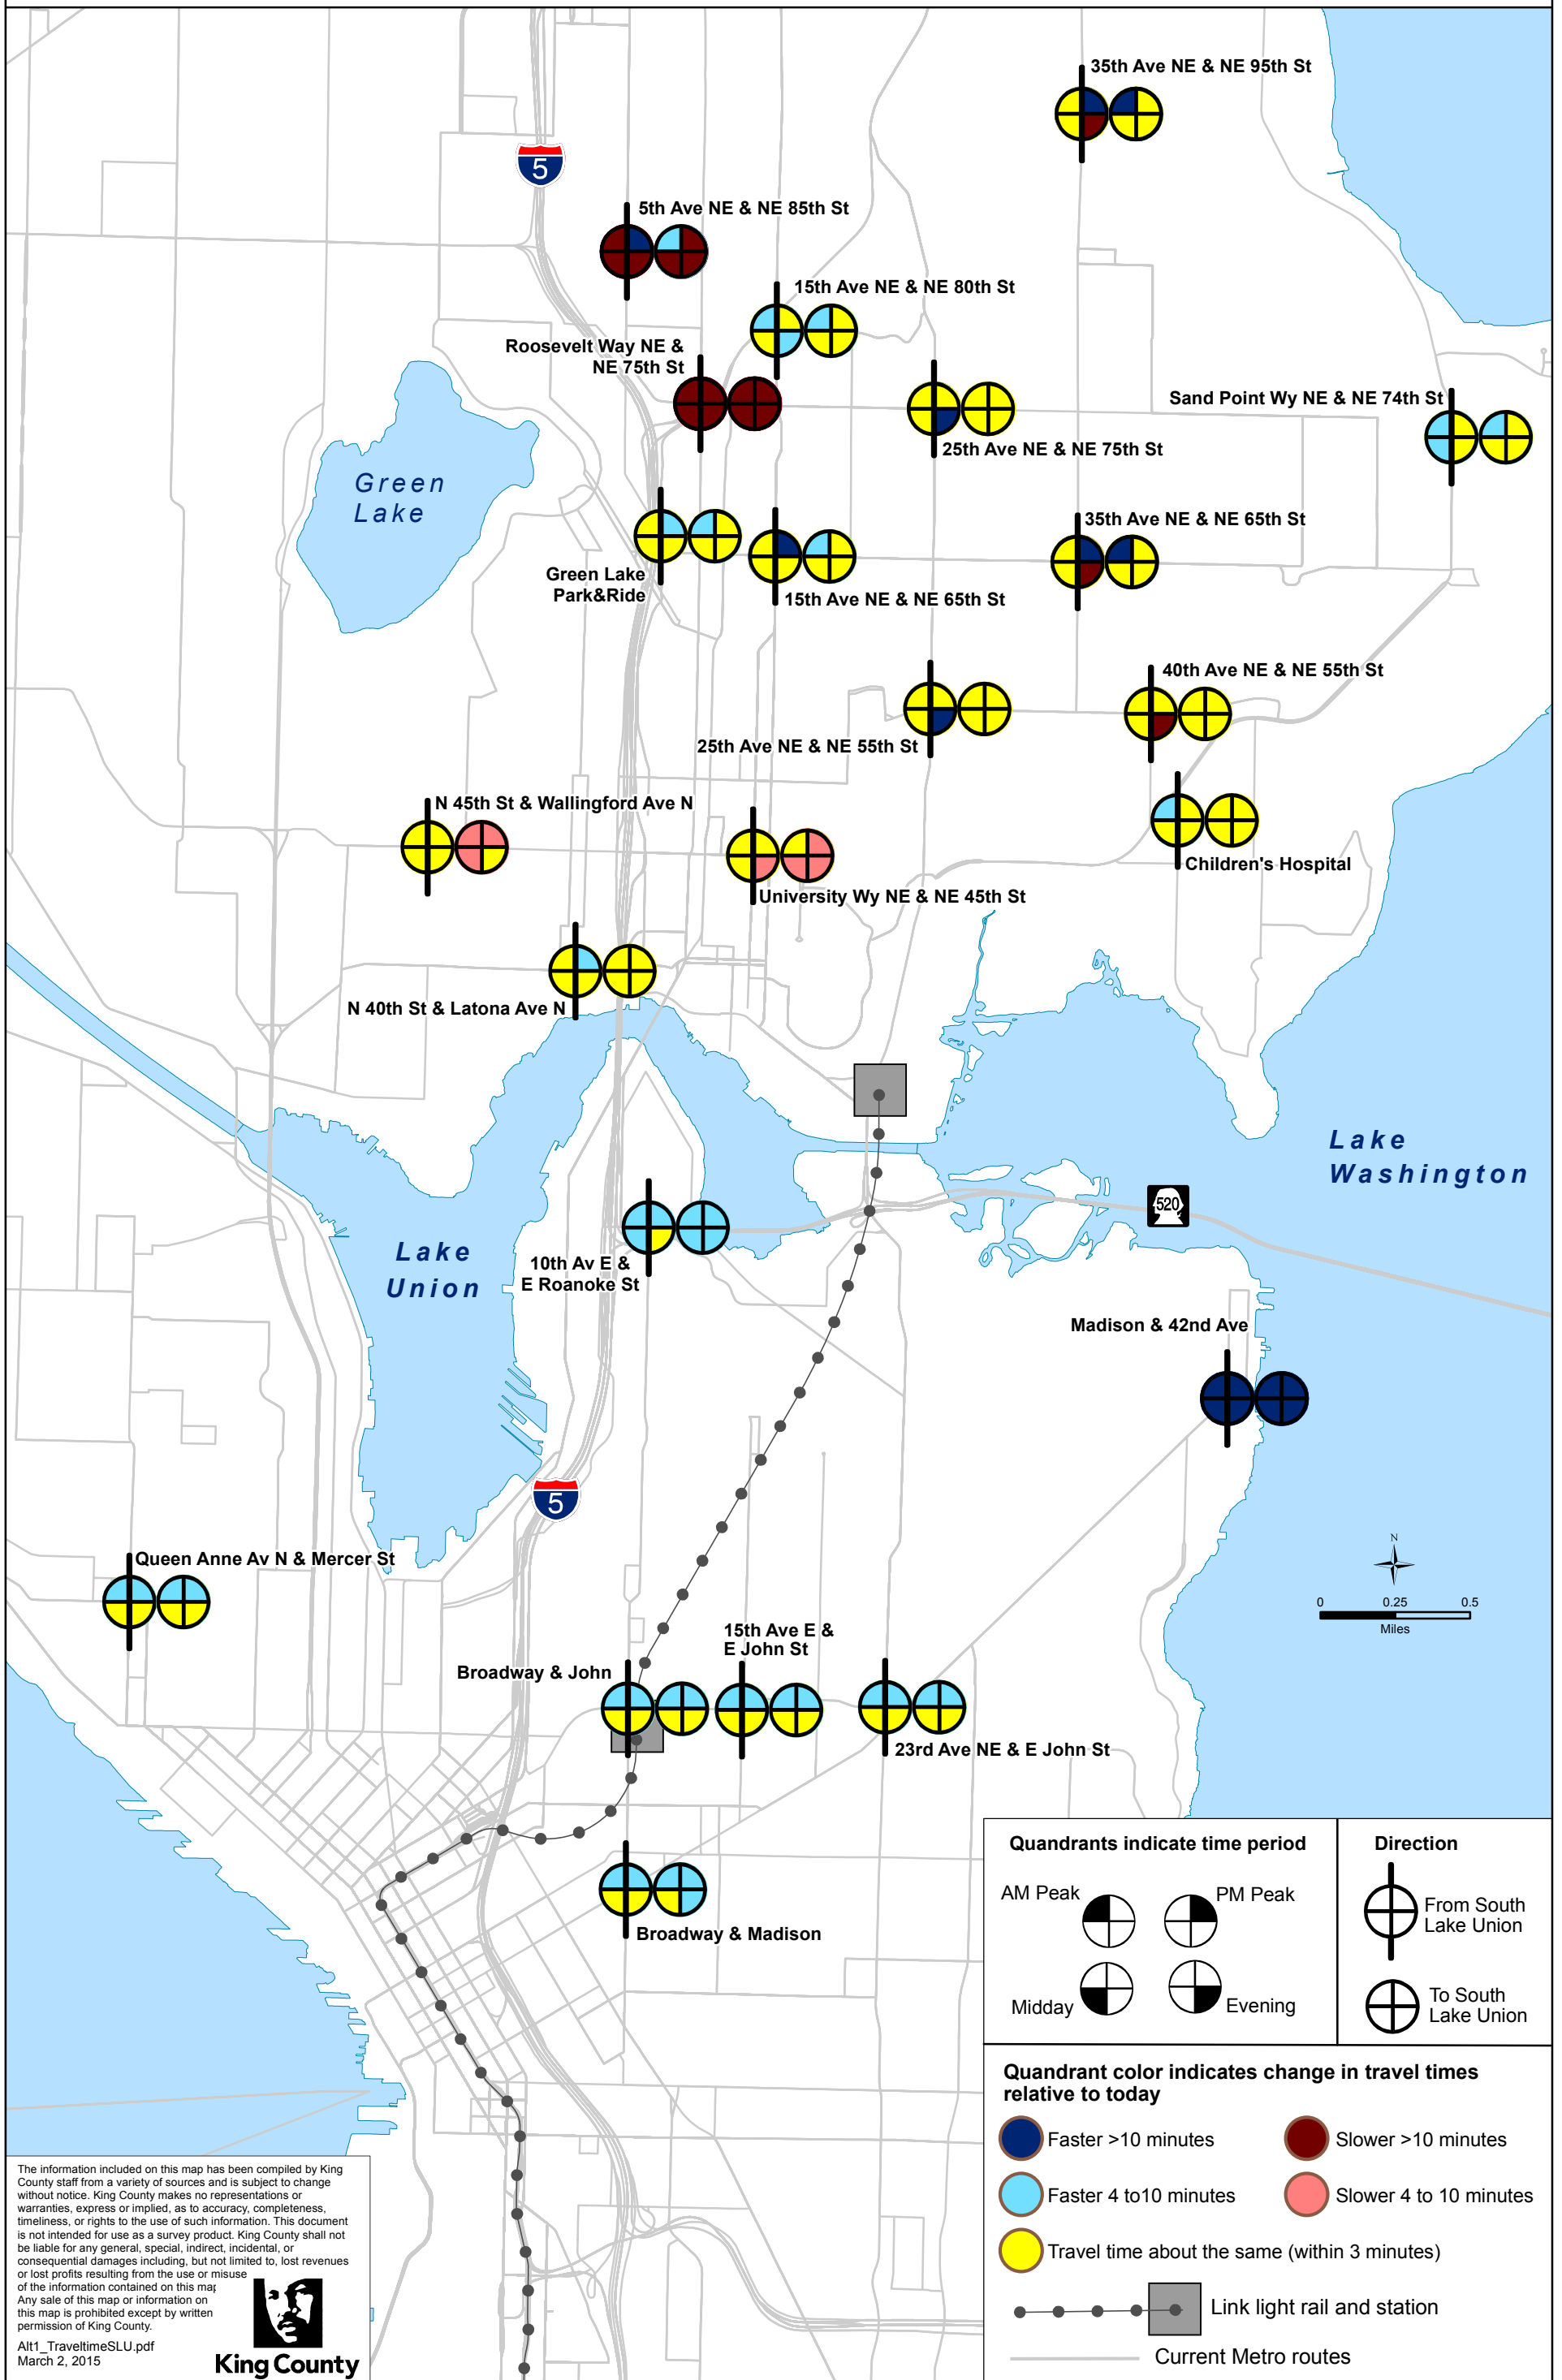 35th Ave NE & NE 95th St
5
5th Ave NE & NE 85th St
15th Ave NE & NE 80th St
Roosevelt Way NE &
NE 75th St
Sand Point Wy NE & NE 74th St
25th Ave NE & NE 75th St
Green
Lake
35th Ave NE & NE 65th St
Green Lake
Park&Ride
15th Ave NE & NE 65th St
40th Ave NE & NE 55th St
25th Ave NE & NE 55th St
N 45th St & Wallingford Ave N
Children's Hospital
University Wy NE & NE 45th St
N 40th St & Latona Ave N
Lake
Washington
520
Lake
Union
10th Av E &
E Roanoke St
Madison & 42nd Ave
5
Queen Anne Av N & Mercer St
N
0 0.25 0.5
Miles
15th Ave E &
E John St
Broadway & John
23rd Ave NE & E John St
Broadway & Madison
Quandrants indicate time period
AM Peak
PM Peak
Midday
Evening
Direction
From South
Lake Union
To South
Lake Union
Quandrant color indicates change in travel times
relative to today
Faster >10 minutes
Slower >10 minutes
Faster 4 to10 minutes
Slower 4 to 10 minutes
Travel time about the same (within 3 minutes)
Link light rail and station
Current Metro routes
The information included on this map has been compiled by King
County staff from a variety of sources and is subject to change
without notice. King County makes no representations or
warranties, express or implied, as to accuracy, completeness,
timeliness, or rights to the use of such information. This document
is not intended for use as a survey product. King County shall not
be liable for any general, special, indirect, incidental, or
consequential damages including, but not limited to, lost revenues
or lost profits resulting from the use or misuse
of the information contained on this map
Any sale of this map or information on
this map is prohibited except by written
permission of King County.
Alt1_TraveltimeSLU.pdf
March 2, 2015
King County